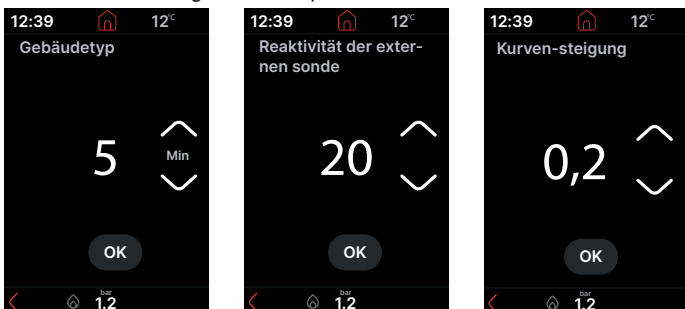 12:39 12°C
Gebäudetyp
5
Min
OK
bar
1.2
12:39 12°C
Reaktivität der exter-
nen sonde
20
OK
bar
1.2
12:39 12°C
Kurven-steigung
0,2
OK
bar
1.2